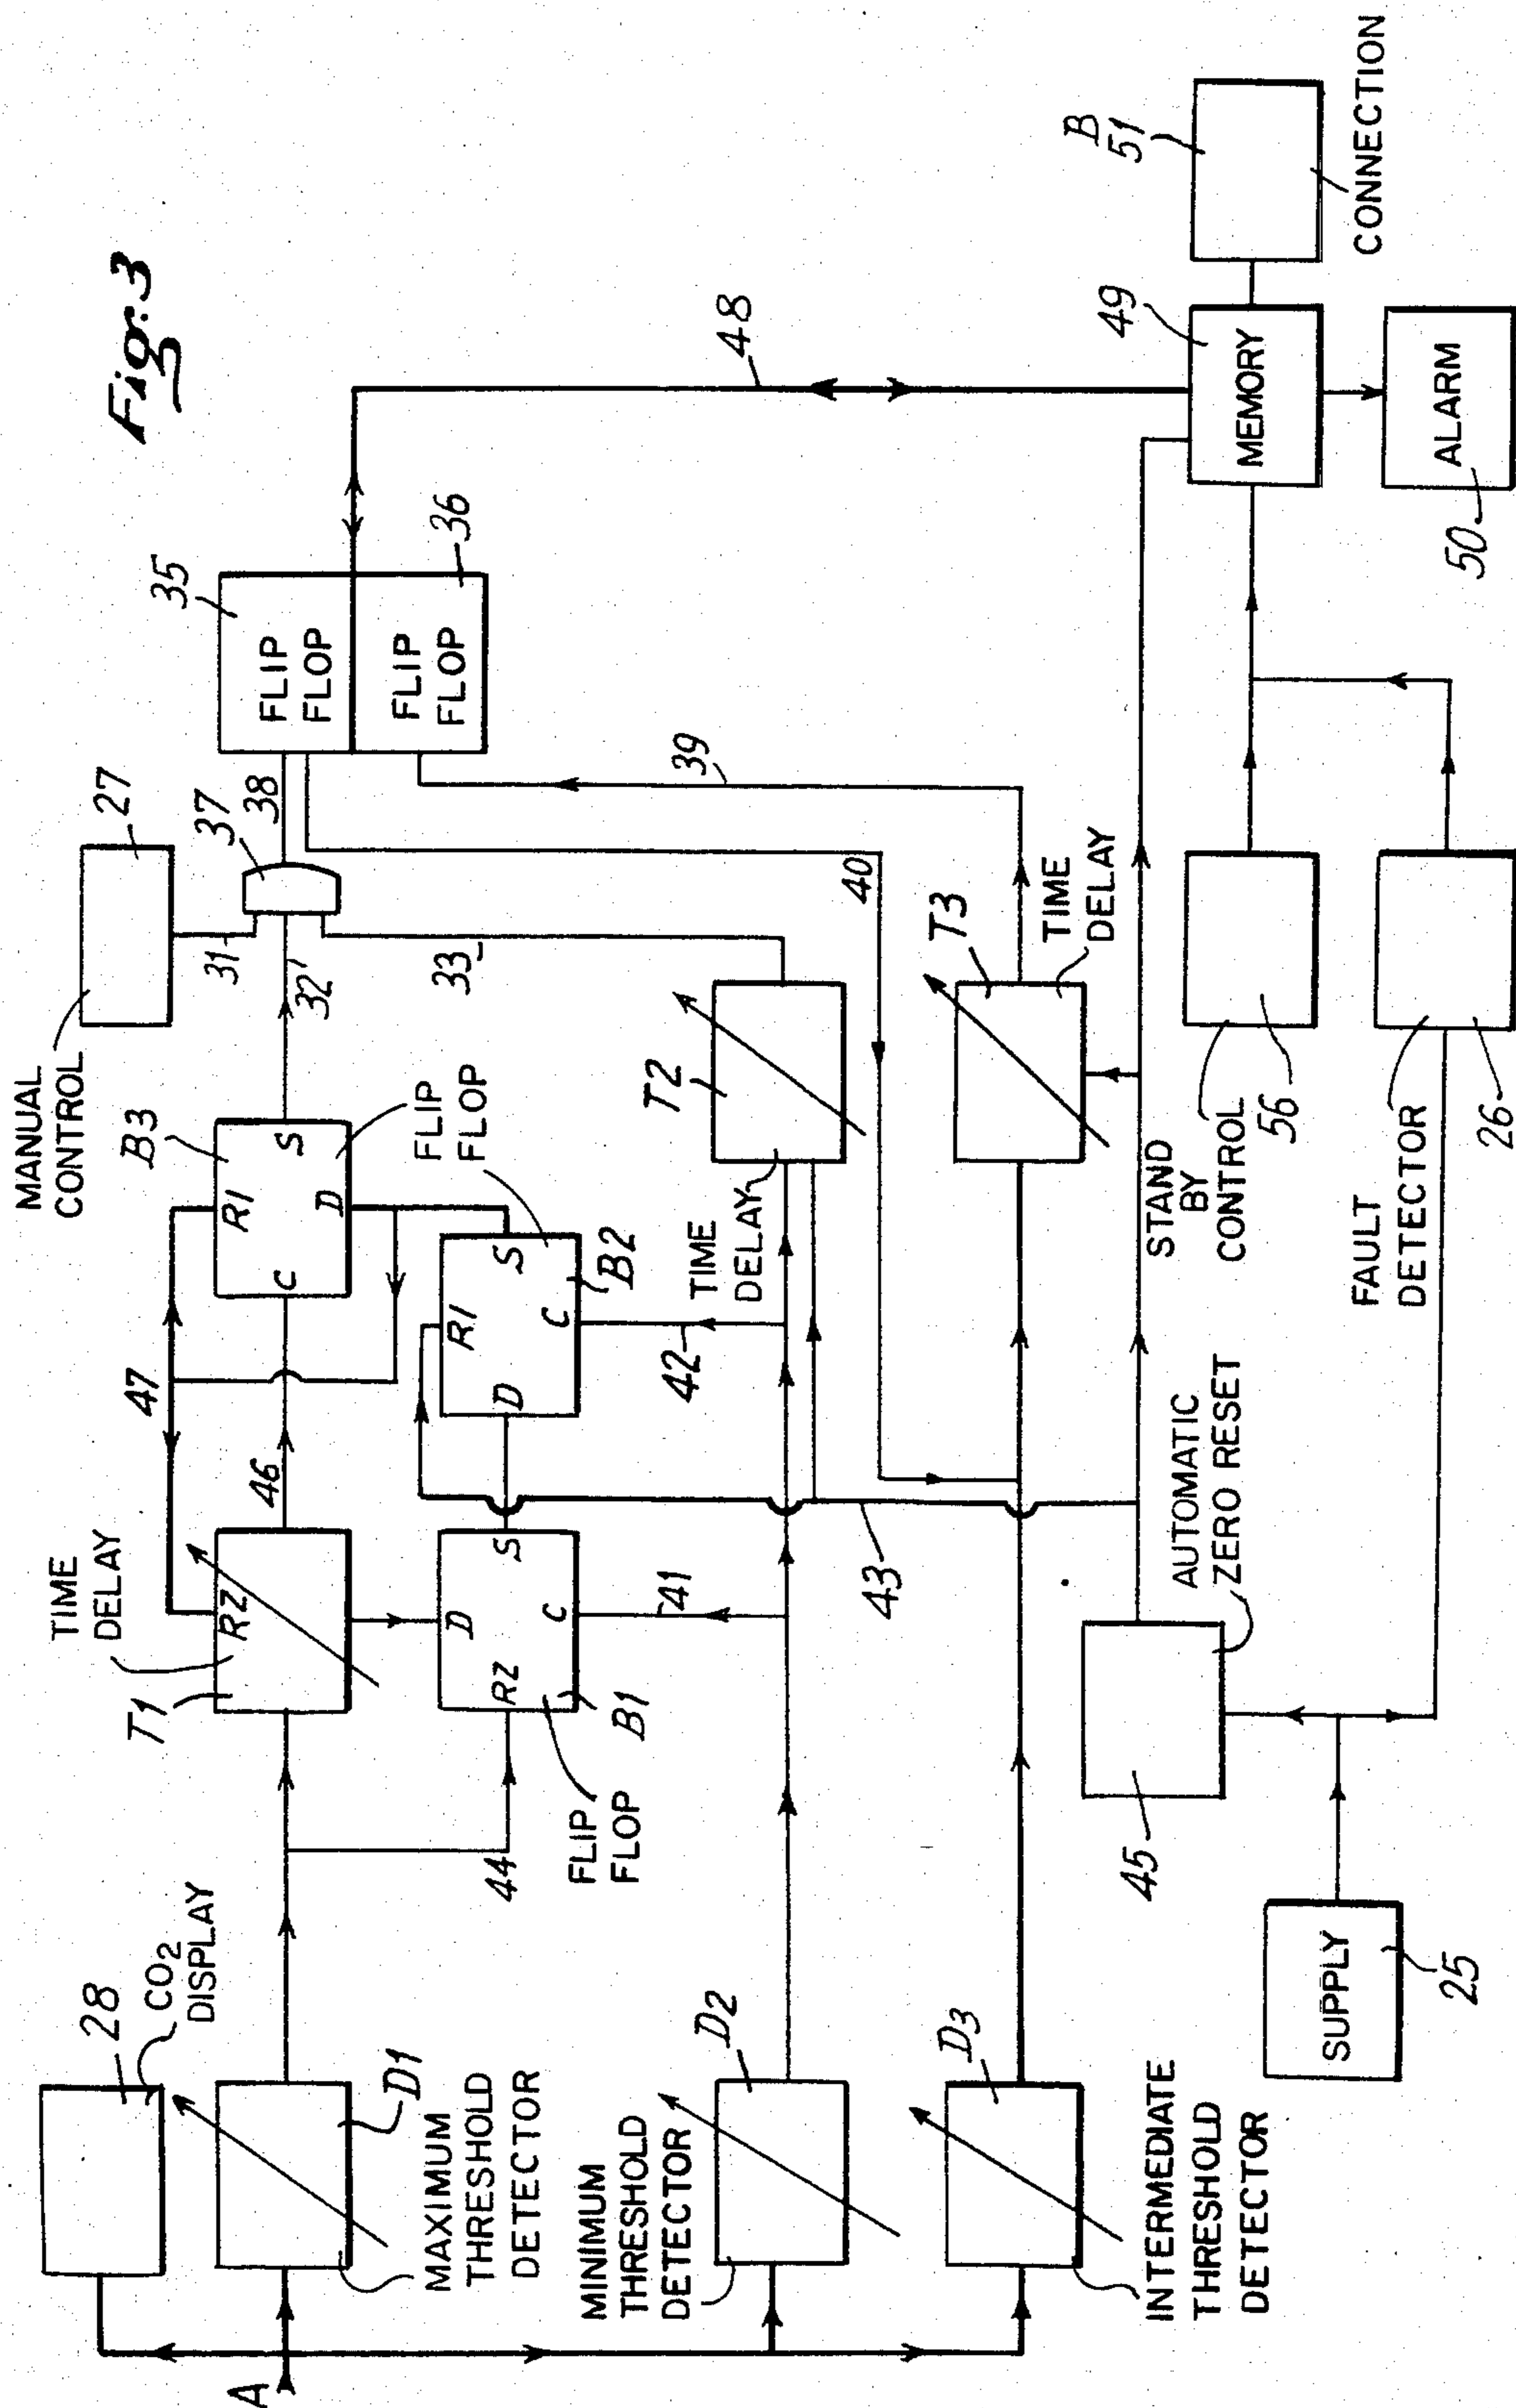 Fig. 3
28
CO2
DISPLAY
A
D1
MAXIMUM
THRESHOLD
DETECTOR
MINIMUM
THRESHOLD
DETECTOR
D2
D3
INTERMEDIATE
THRESHOLD
DETECTOR
TIME
DELAY
T1
RZ
46
47
44
D
S
RZ
C
B1
FLIP
FLOP
41
MANUAL
CONTROL
27
B3
R1
S
C
D
FLIP
FLOP
R1
S
D
C
B2
42
31
32'
33
37
38
35
FLIP
FLOP
FLIP
FLOP
36
TIME
DELAY
T2
40
39
T3
TIME
DELAY
43
48
AUTOMATIC
ZERO RESET
45
SUPPLY
25
STAND
BY
CONTROL
56
FAULT
DETECTOR
26
49
MEMORY
ALARM
50
B
51
CONNECTION